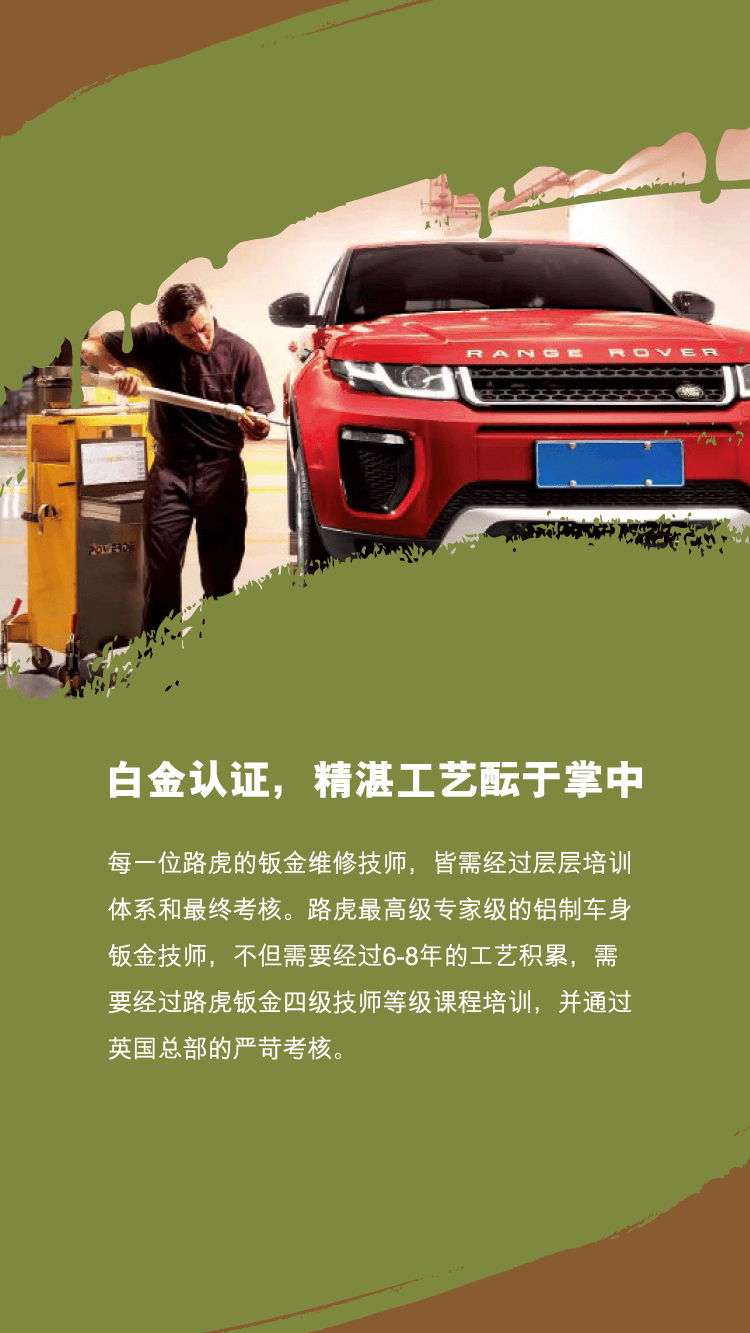 RANGE ROVER
白金认证，精湛工艺酝于掌中
每一位路虎的钣金维修技师，皆需经过层层培训
体系和最终考核。路虎最高级专家级的铝制车身
钣金技师，不但需要经过6-8年的工艺积累，需
要经过路虎钣金四级技师等级课程培训，并通过
英国总部的严苛考核。